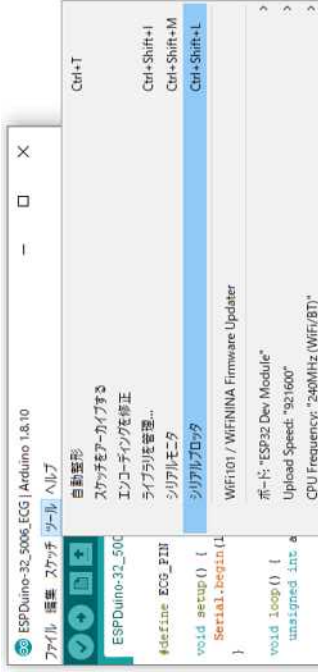 ESPDuino-32_5006_ECG | Arduino 1.8.10
ファイル 編集 スケッチ ツール ヘルプ
自動整形 Ctrl+T
スケッチをアーカイブする
エンコーディングを修正
ライブラリを管理... Ctrl+Shift+I
シリアルモニタ Ctrl+Shift+M
シリアルプロッタ Ctrl+Shift+L
WiFi101 / WiFiNINA Firmware Updater
ボード: "ESP32 Dev Module"
Upload Speed: "921600"
CPU Frequency: "240MHz (WiFi/BT)"
ESPDuino-32_500
#define ECG_PIN
void setup() {
Serial.begin(1
}
void loop() {
unsigned int a